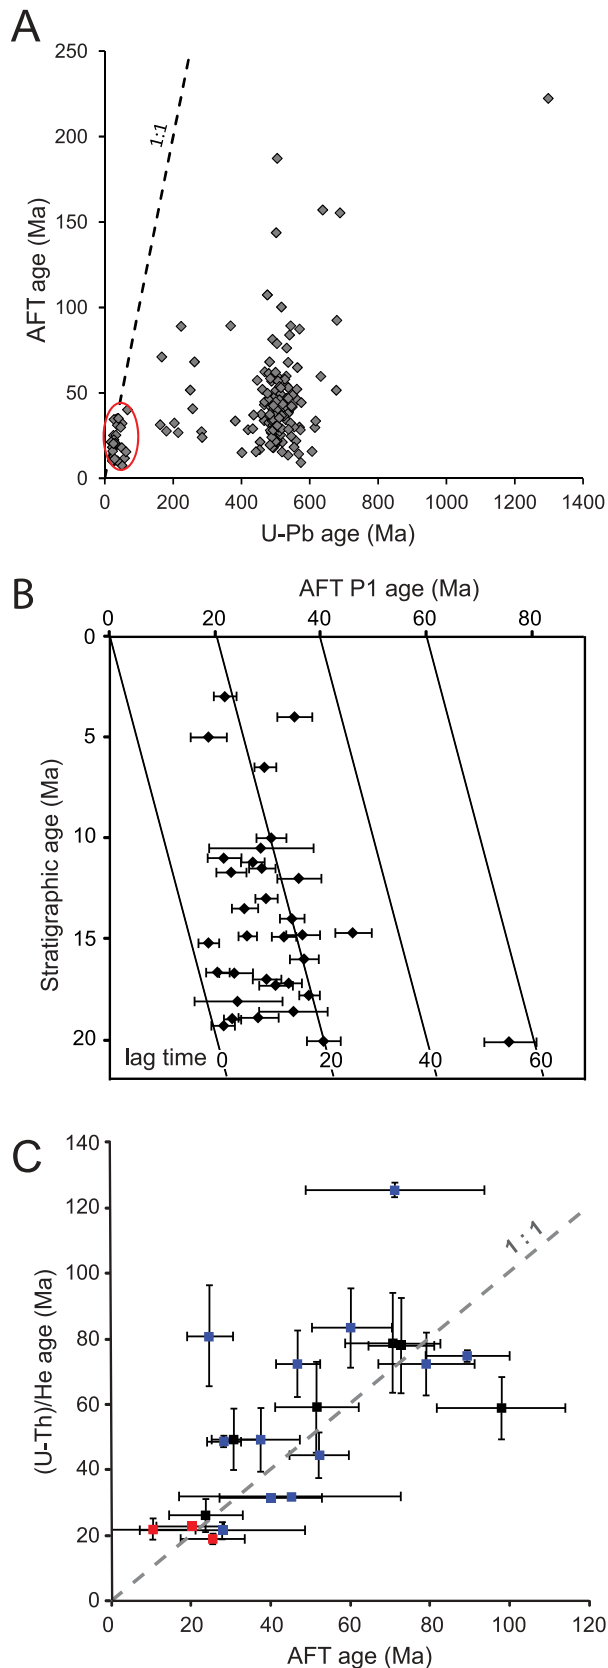 A
250
200
150
100
50
0
AFT age (Ma)
1:1
0 200 400 600 800 1000 1200 1400
U-Pb age (Ma)
B
AFT P1 age (Ma)
0 20 40 60 80
0
5
10
15
20
Stratigraphic age (Ma)
lag time 0 20 40 60
C
140
120
100
80
60
40
20
0
(U-Th)/He age (Ma)
1:1
0 20 40 60 80 100 120
AFT age (Ma)